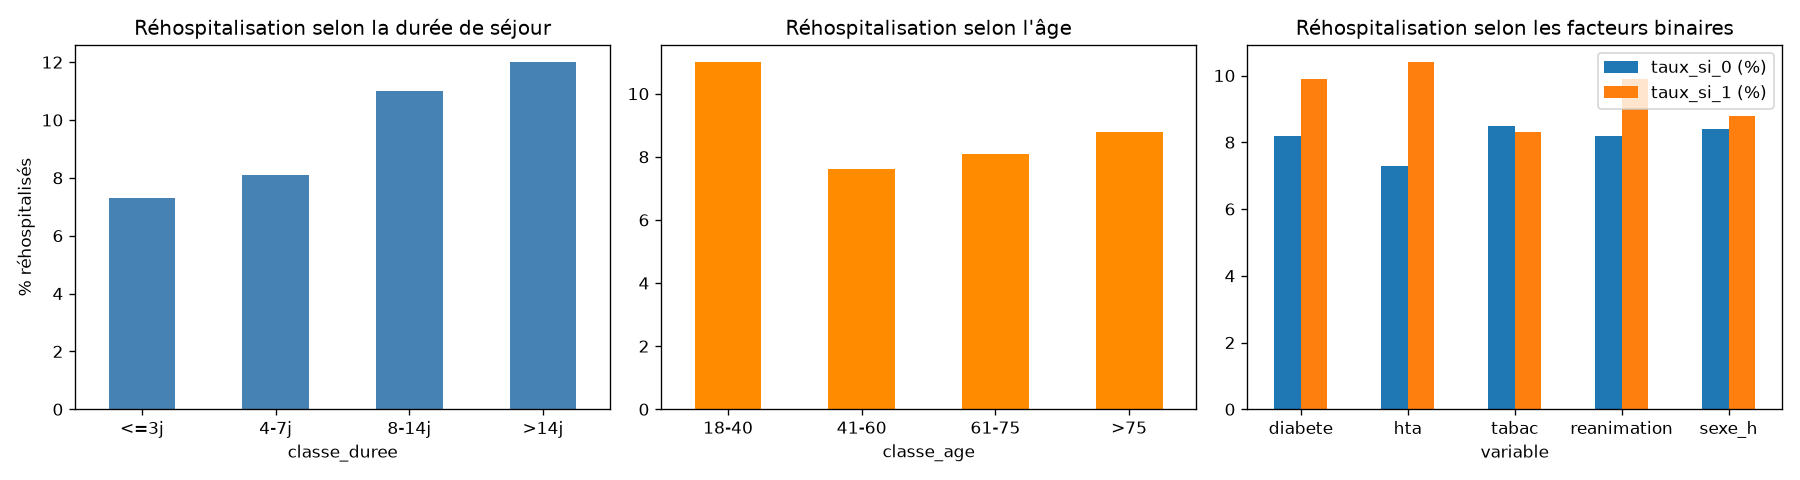 Réhospitalisation selon la durée de séjour
% réhospitalisés
12
10
8
6
4
2
0
<=3j 4-7j 8-14j >14j
classe_duree
Réhospitalisation selon l'âge
10
8
6
4
2
0
18-40 41-60 61-75 >75
classe_age
Réhospitalisation selon les facteurs binaires
taux_si_0 (%)
taux_si_1 (%)
10
8
6
4
2
0
diabete hta tabac reanimation sexe_h
variable